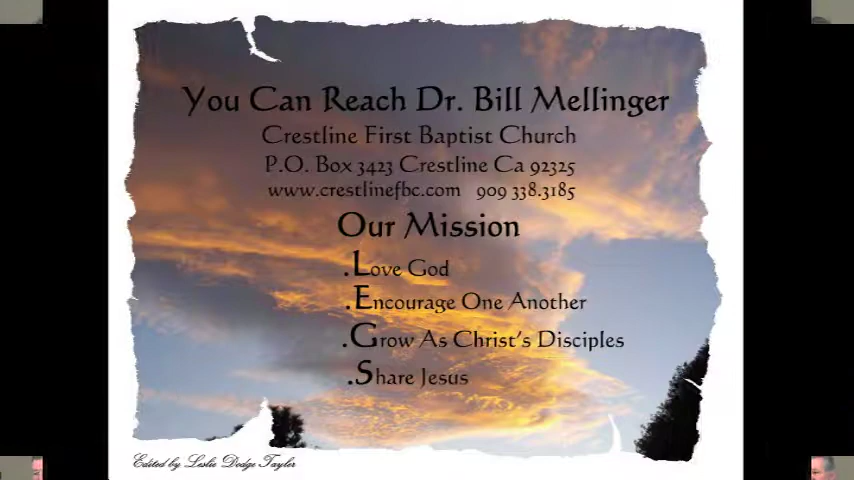 You Can Reach Dr. Bill Mellinger
Crestline First Baptist Church
P.O. Box 3423 Crestline Ca 92325
www.crestlinefbc.com 909 338.3185
Our Mission
.Love God
.Encourage One Another
.Grow As Christ's Disciples
.Share Jesus
Edited by Leslie Dodge Tayler